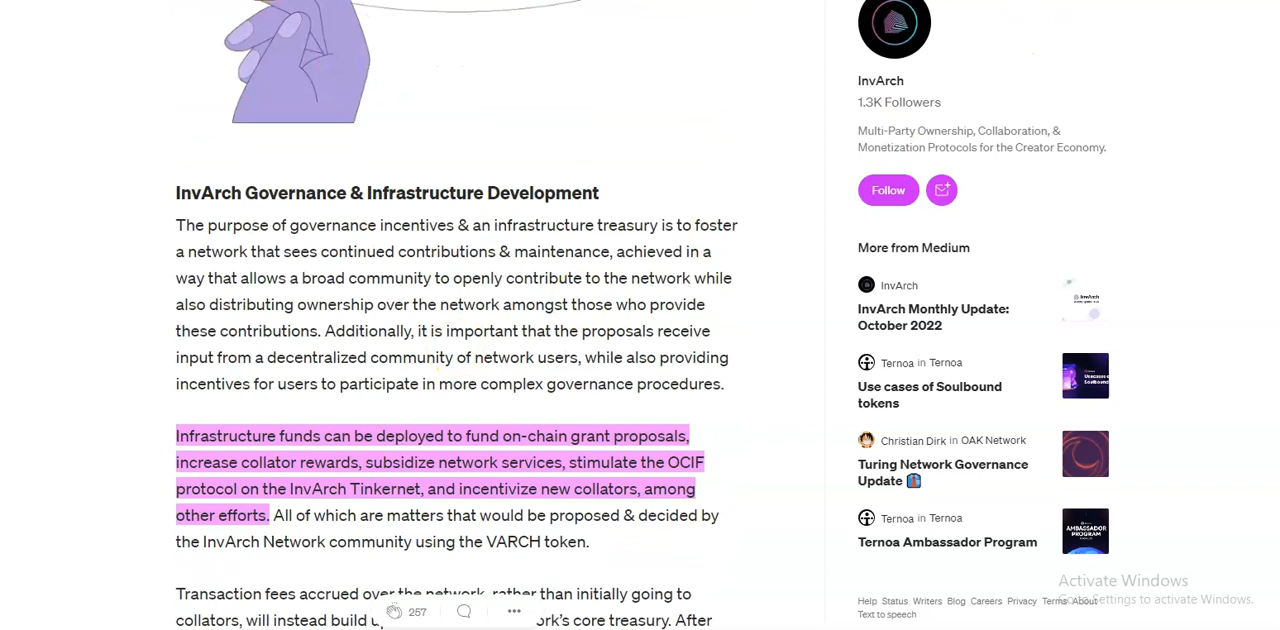 InvArch Governance & Infrastructure Development
The purpose of governance incentives & an infrastructure treasury is to foster
a network that sees continued contributions & maintenance, achieved in a
way that allows a broad community to openly contribute to the network while
also distributing ownership over the network amongst those who provide
these contributions. Additionally, it is important that the proposals receive
input from a decentralized community of network users, while also providing
incentives for users to participate in more complex governance procedures.
Infrastructure funds can be deployed to fund on-chain grant proposals,
increase collator rewards, subsidize network services, stimulate the OCIF
protocol on the InvArch Tinkernet, and incentivize new collators, among
other efforts. All of which are matters that would be proposed & decided by
the InvArch Network community using the VARCH token.
Transaction fees accrued over the network, rather than initially going to
collators, will instead build u
ork's core treasury. After
257
InvArch
1.3K Followers
Multi-Party Ownership, Collaboration, &
Monetization Protocols for the Creator Economy.
Follow
More from Medium
InvArch
InvArch Monthly Update:
October 2022
InvArch
Ternoa in Ternoa
Use cases of Soulbound
tokens
Christian Dirk in OAK Network
Turing Network Governance
Update
Ternoa in Ternoa
Ternoa Ambassador Program
AMBASSADOR
PROGRAM
Activate Windows
Go to Settings to activate Windows.
Help Status Writers Blog Careers Privacy Terms About
Text to speech